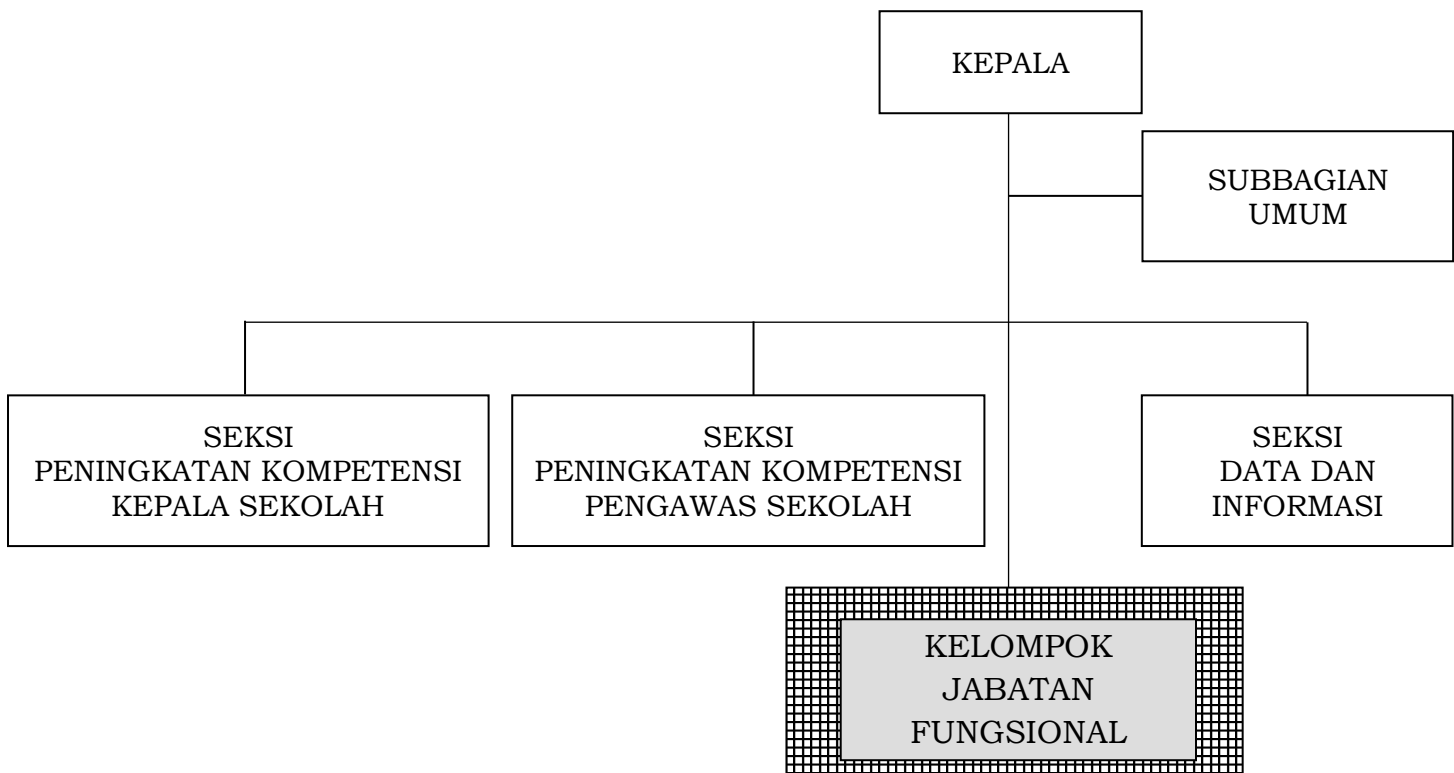 KEPALA
SUBBAGIAN
UMUM
SEKSI
PENINGKATAN KOMPETENSI
KEPALA SEKOLAH
SEKSI
PENINGKATAN KOMPETENSI
PENGAWAS SEKOLAH
SEKSI
DATA DAN
INFORMASI
KELOMPOK
JABATAN
FUNGSIONAL